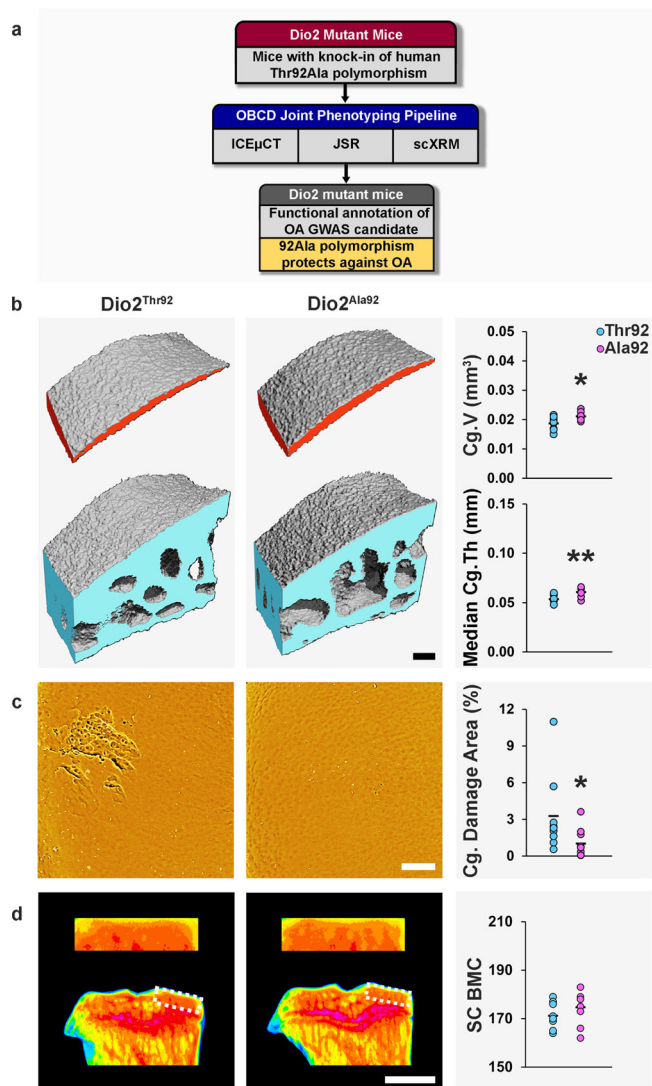 a
Dio2 Mutant Mice
Mice with knock-in of human
Thr92Ala polymorphism
OBCD Joint Phenotyping Pipeline
ICEμCT JSR scXRM
Dio2 mutant mice
Functional annotation of
OA GWAS candidate
92Ala polymorphism
protects against OA
b
Dio2Thr92 Dio2Ala92
Thr92
Ala92
Cg.V (mm³)
0.05
0.04
0.03
0.02
0.01
0.00
*
Median Cg.Th (mm)
0.15
0.10
0.05
0.00
**
c
Cg. Damage Area (%)
12
9
6
3
0
*
d
SC BMC
210
190
170
150